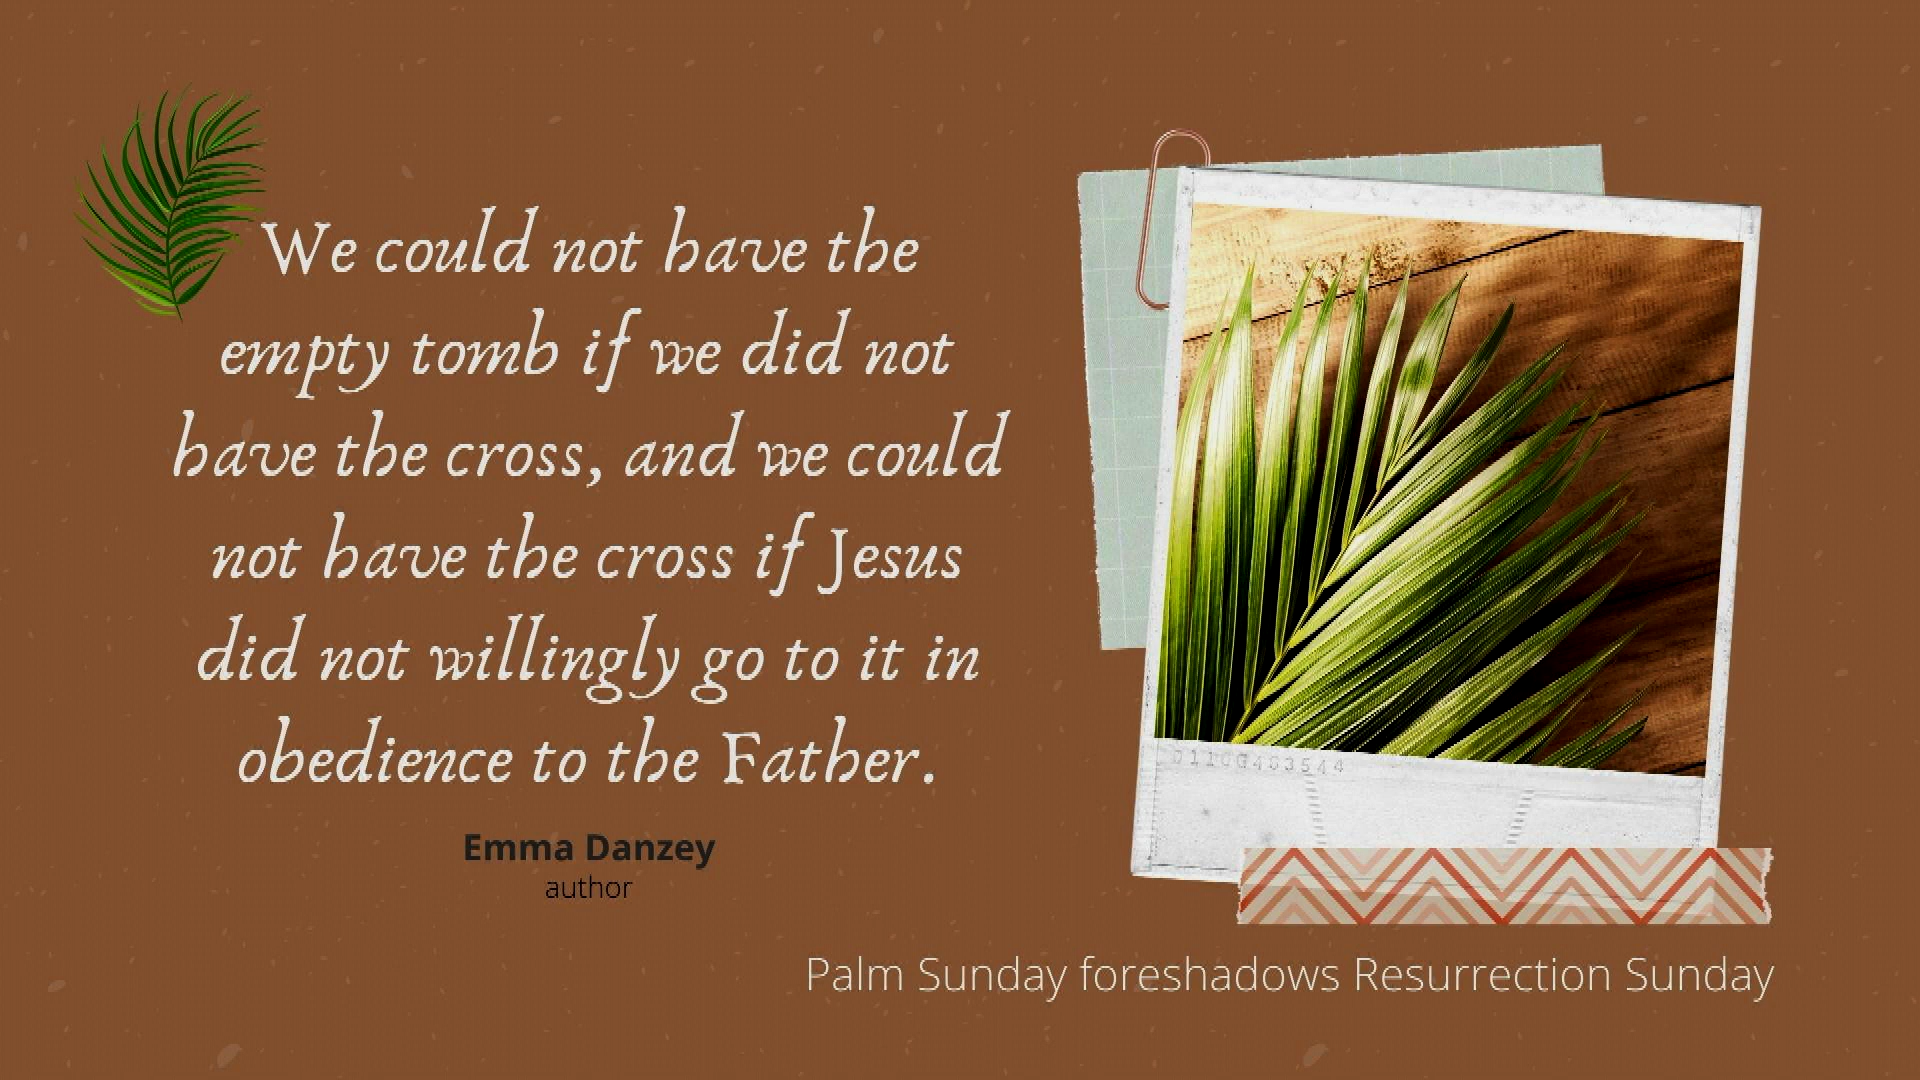 We could not have the
empty tomb if we did not
have the cross, and we could
not have the cross if Jesus
did not willingly go to it in
obedience to the Father.
Emma Danzey
author
Palm Sunday foreshadows Resurrection Sunday